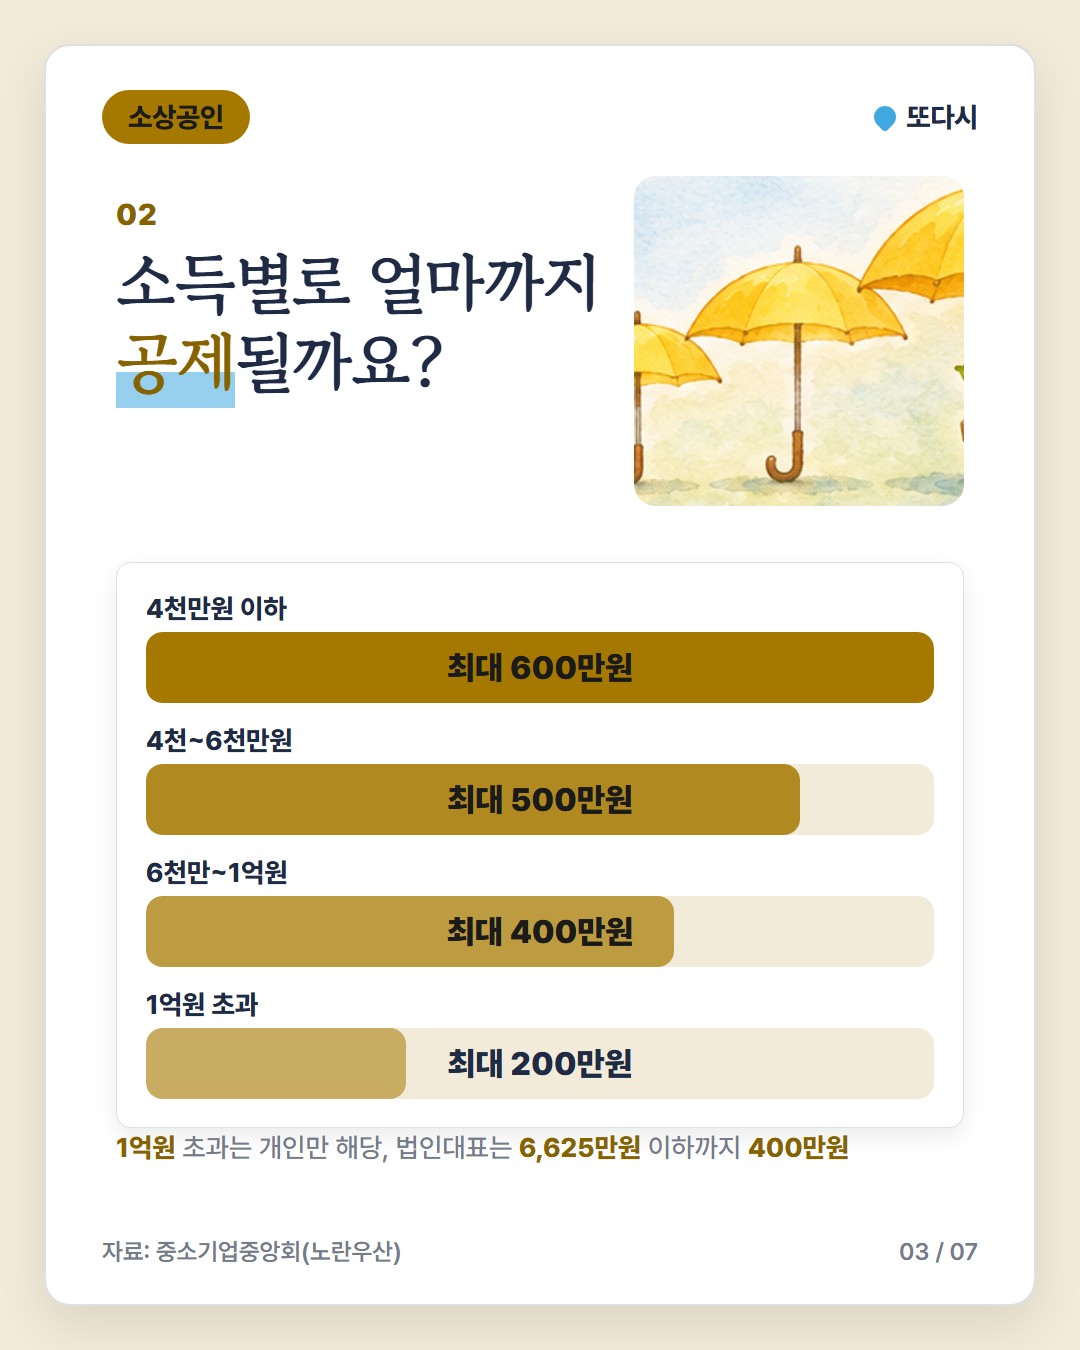 소상공인
또다시
02
소득별로 얼마까지
공제될까요?
4천만원 이하
최대 600만원
4천~6천만원
최대 500만원
6천만~1억원
최대 400만원
1억원 초과
최대 200만원
1억원 초과는 개인만 해당, 법인대표는 6,625만원 이하까지 400만원
자료: 중소기업중앙회(노란우산)
03 / 07